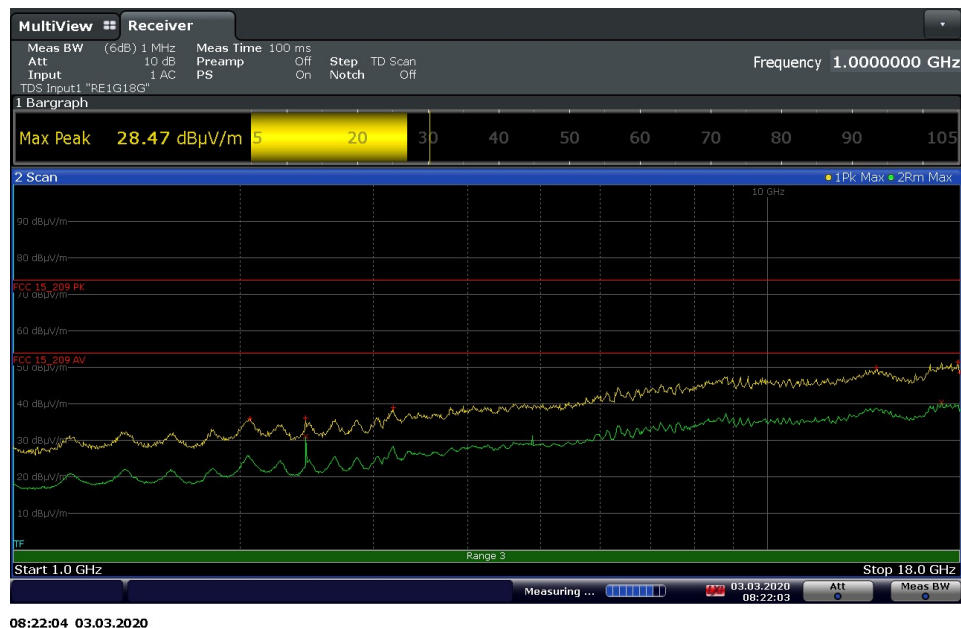 MultiView Receiver
Meas BW (6dB) 1 MHz Meas Time 100 ms
Att 10 dB Preamp Off Step TD Scan
Input 1 AC PS On Notch Off
Frequency 1.0000000 GHz
TDS Input1 "RE1G18G"
1 Bargraph
Max Peak 28.47 dBµV/m 5 20 30 40 50 60 70 80 90 105
2 Scan 1Pk Max 2Rm Max
10 GHz
90 dBµV/m
80 dBµV/m
FCC 15_209 PK
70 dBµV/m
60 dBµV/m
FCC 15_209 AV
50 dBµV/m
40 dBµV/m
30 dBµV/m
20 dBµV/m
10 dBµV/m
TF
Range 3
Start 1.0 GHz Stop 18.0 GHz
Measuring ... 03.03.2020 08:22:03 Att Meas BW
08:22:04 03.03.2020